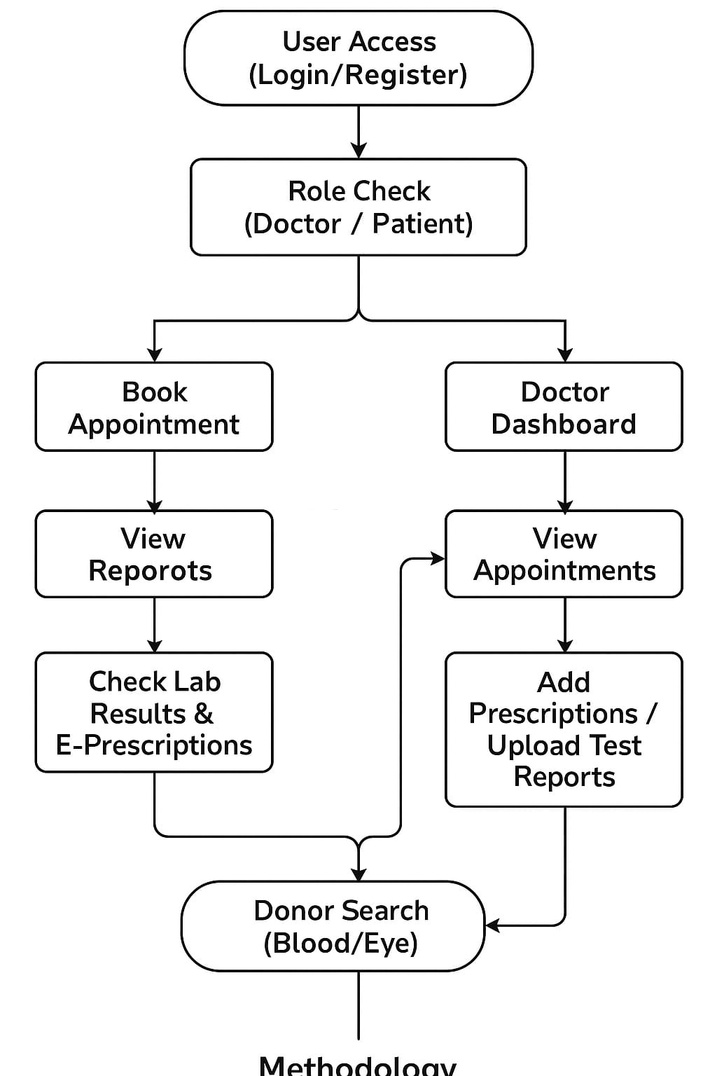 User Access
(Login/Register)
Role Check
(Doctor / Patient)
Book
Appointment
View
Reporots
Check Lab
Results &
E-Prescriptions
Doctor
Dashboard
View
Appointments
Add
Prescriptions /
Upload Test
Reports
Donor Search
(Blood/Eye)
Methodology